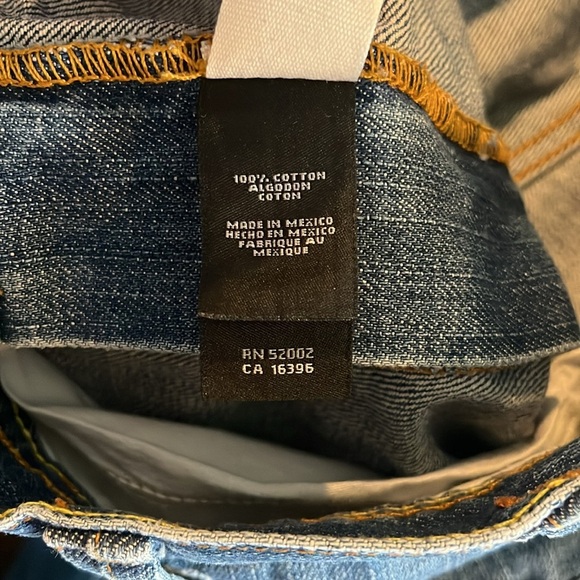 100% COTTON
ALGODON
COTON
MADE IN MEXICO
HECHO EN MEXICO
FABRIQUE AU
MEXIQUE
RN 52002
CA 16396